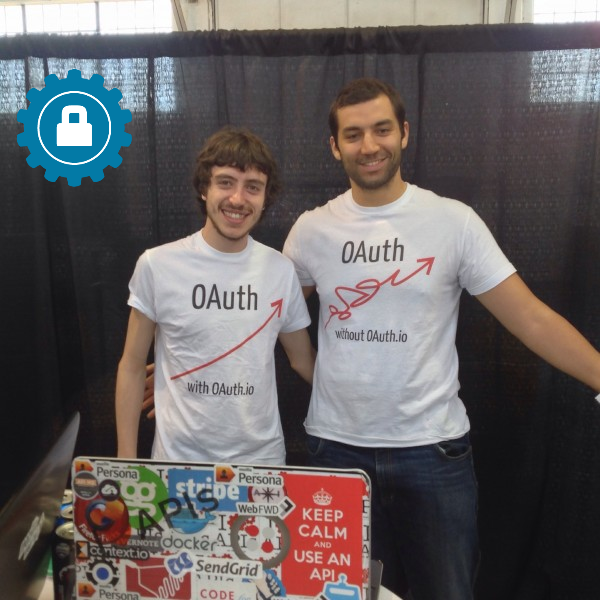 OAuth
with OAuth.io
OAuth
without OAuth.io
Persona
Persona
stripe
APIS
WebFWD
EVERNOTE
docker
context.io
SendGrid
CODE
Persona
KEEP
CALM
AND
USE AN
API